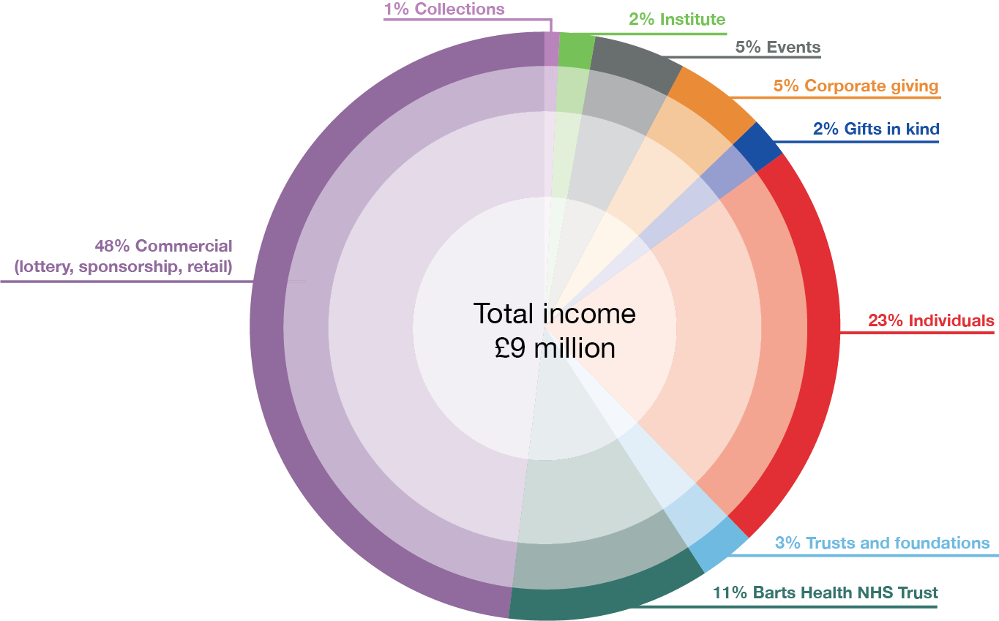 1% Collections
2% Institute
5% Events
5% Corporate giving
2% Gifts in kind
48% Commercial
(lottery, sponsorship, retail)
Total income
£9 million
23% Individuals
3% Trusts and foundations
11% Barts Health NHS Trust